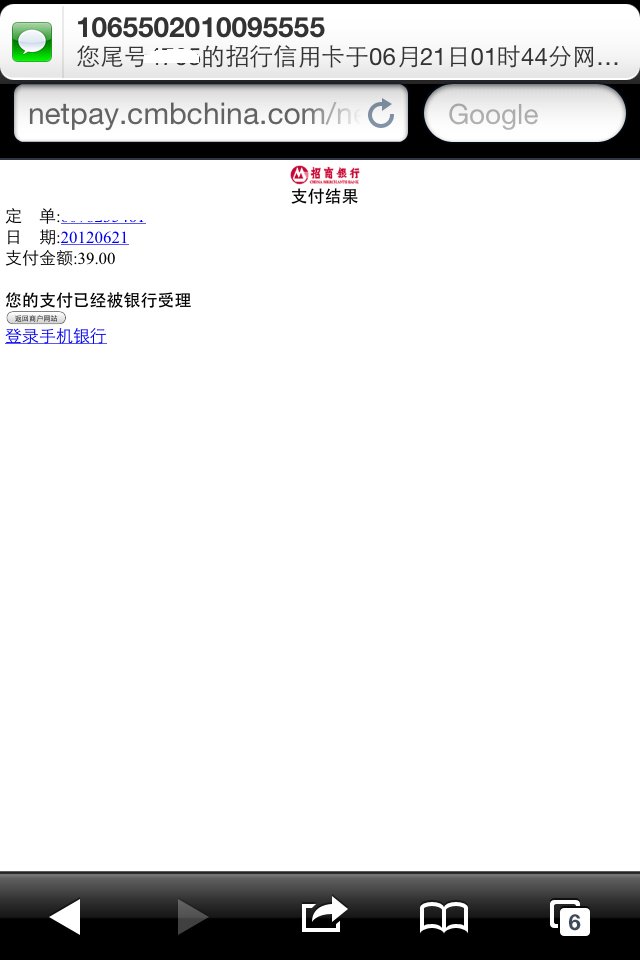 1065502010095555
您尾号的招行信用卡于06月21日01时44分网...
netpay.cmbchina.com/ne
Google
招商银行
CHINA MERCHANTS BANK
支付结果
定 单:
日 期:20120621
支付金额:39.00
您的支付已经被银行受理
返回商户网站
登录手机银行
6